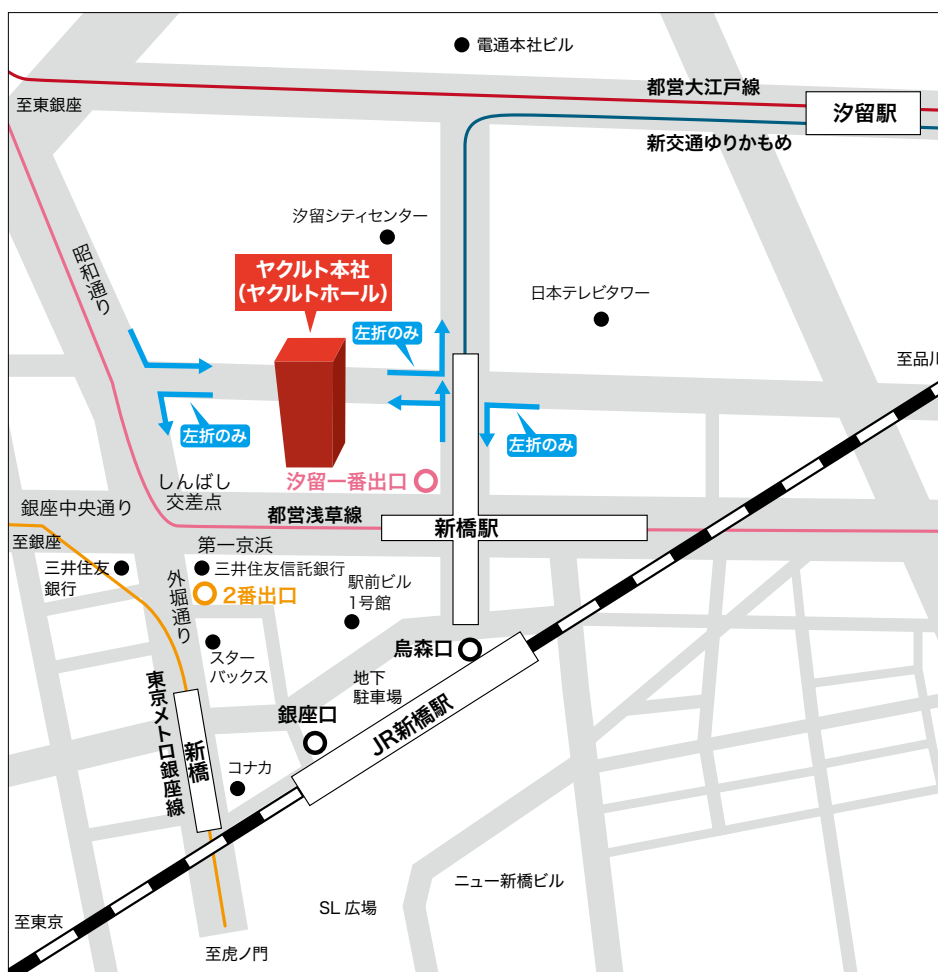 電通本社ビル
都営大江戸線
至東銀座
汐留駅
新交通ゆりかもめ
汐留シティセンター
昭和通り
ヤクルト本社
(ヤクルトホール)
日本テレビタワー
左折のみ
至品川
左折のみ
左折のみ
しんばし
交差点
汐留一番出口
銀座中央通り
都営浅草線
新橋駅
至銀座
第一京浜
三井住友
銀行
三井住友信託銀行
外堀通り
2番出口
駅前ビル
1号館
烏森口
スター
バックス
地下
駐車場
東京メトロ銀座線
銀座口
JR新橋駅
新橋
コナカ
ニュー新橋ビル
SL 広場
至東京
至虎ノ門